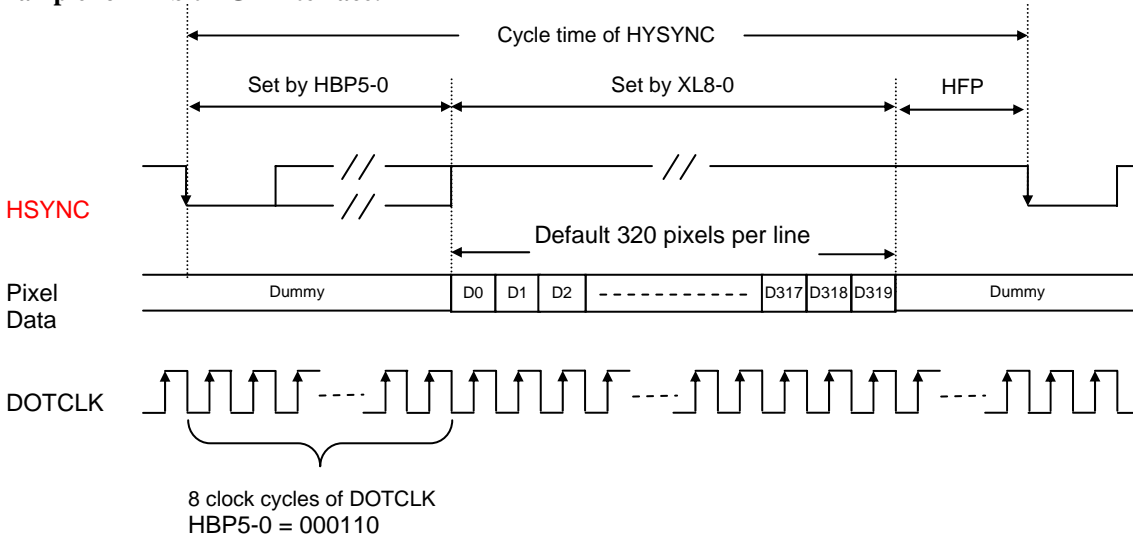 Cycle time of HYSYNC
Set by HBP5-0
Set by XL8-0
HFP
HSYNC
Default 320 pixels per line
Pixel
Data
Dummy
D0
D1
D2
D317
D318
D319
Dummy
DOTCLK
8 clock cycles of DOTCLK
HBP5-0 = 000110